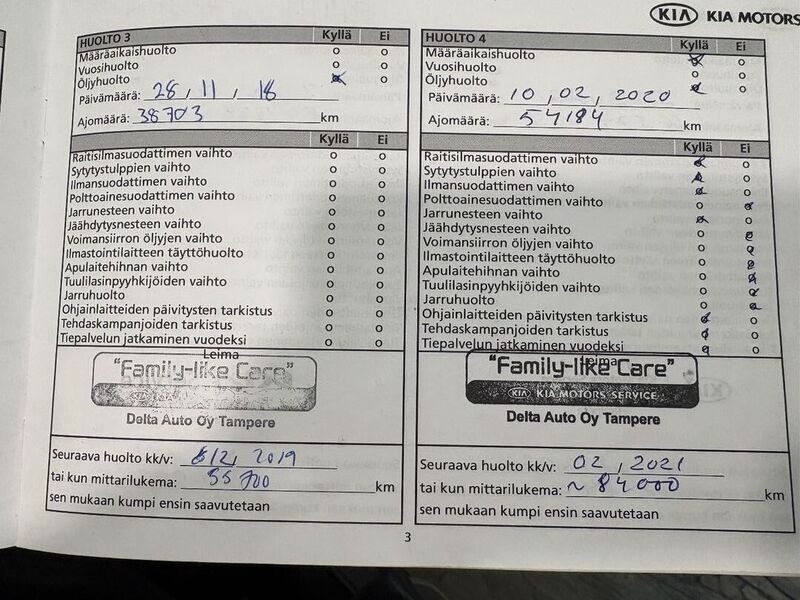 KIA KIA MOTORS
HUOLTO 3 Kyllä Ei
Määräaikaishuolto o o
Vuosihuolto o o
Öljyhuolto x o
Päivämäärä: 28, 11, 18
Ajomäärä: 38703 km
Kyllä Ei
Raitisilmasuodattimen vaihto o o
Sytytystulppien vaihto o o
Ilmansuodattimen vaihto o o
Polttoainesuodattimen vaihto o o
Jarrunesteen vaihto o o
Jäähdytysnesteen vaihto o o
Voimansiirron öljyjen vaihto o o
Ilmastointilaitteen täyttöhuolto o o
Apulaitehihnan vaihto o o
Tuulilasinpyyhkijöiden vaihto o o
Jarruhuolto o o
Ohjainlaitteiden päivitysten tarkistus o o
Tehdaskampanjoiden tarkistus o o
Tiepalvelun jatkaminen vuodeksi o o
Leima
"Family-like Care"
KIA
Delta Auto Oy Tampere
Seuraava huolto kk/v: 12, 2019
tai kun mittarilukema: 55700 km
sen mukaan kumpi ensin saavutetaan
HUOLTO 4 Kyllä Ei
Määräaikaishuolto x o
Vuosihuolto o o
Öljyhuolto x o
Päivämäärä: 10, 02, 2020
Ajomäärä: 54184 km
Kyllä Ei
Raitisilmasuodattimen vaihto x o
Sytytystulppien vaihto x o
Ilmansuodattimen vaihto x o
Polttoainesuodattimen vaihto o x
Jarrunesteen vaihto x o
Jäähdytysnesteen vaihto o x
Voimansiirron öljyjen vaihto o x
Ilmastointilaitteen täyttöhuolto o x
Apulaitehihnan vaihto o x
Tuulilasinpyyhkijöiden vaihto o x
Jarruhuolto o x
Ohjainlaitteiden päivitysten tarkistus x o
Tehdaskampanjoiden tarkistus x o
Tiepalvelun jatkaminen vuodeksi x o
Leima
"Family-like Care"
KIA KIA MOTORS SERVICE
Delta Auto Oy Tampere
Seuraava huolto kk/v: 02, 2021
tai kun mittarilukema: ~ 84000 km
sen mukaan kumpi ensin saavutetaan
3